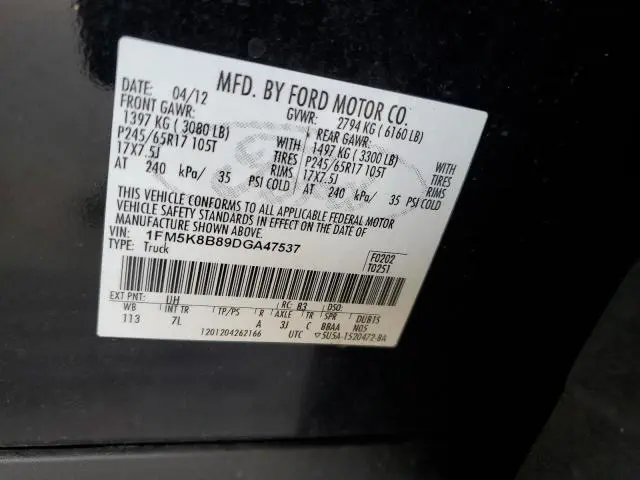 MFD. BY FORD MOTOR CO.
DATE: 04/12 GVWR: 2794 KG ( 6160 LB)
FRONT GAWR: REAR GAWR:
1397 KG ( 3080 LB) WITH 1497 KG ( 3300 LB) WITH
P245/65R17 105T TIRES P245/65R17 105T TIRES
17X7.5J RIMS 17X7.5J RIMS
AT 240 kPa/ 35 PSI COLD AT 240 kPa/ 35 PSI COLD
THIS VEHICLE CONFORMS TO ALL APPLICABLE FEDERAL MOTOR
VEHICLE SAFETY STANDARDS IN EFFECT ON THE DATE OF
MANUFACTURE SHOWN ABOVE.
VIN: 1FM5K8B89DGA47537 F0202
TYPE: Truck T0251
EXT PNT: UH RC: 83 DSO:
WB INT TR TP/PS R AXLE TR SPR DUBTS
113 7L A 3J C BBAA N05
1201204262166 UTC 5U5A-1520472-BA